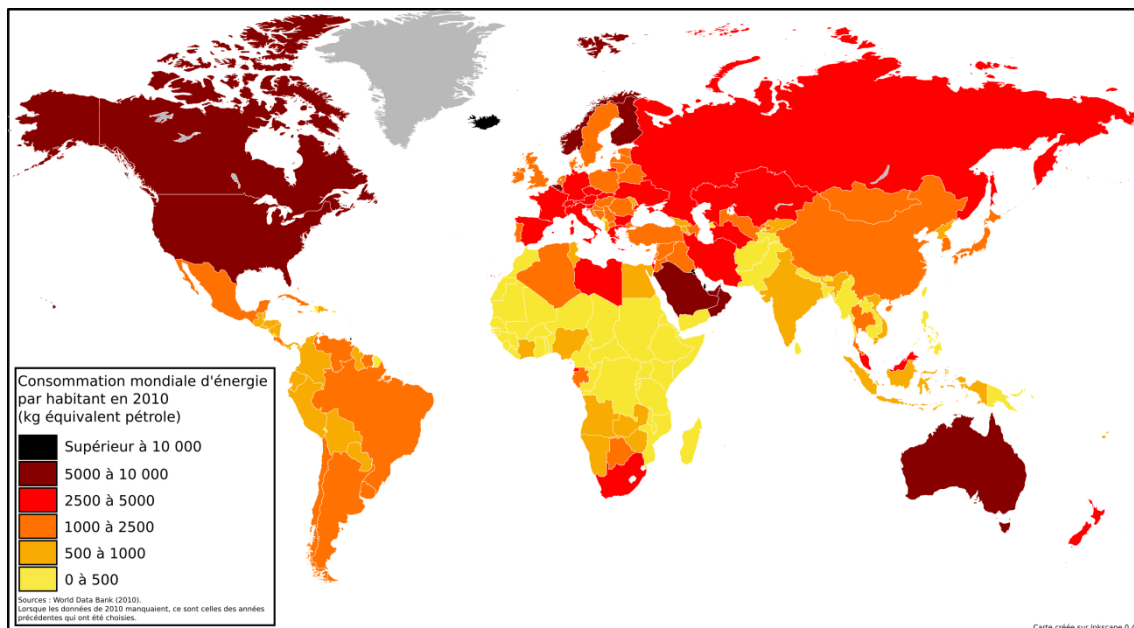 Consommation mondiale d'énergie
par habitant en 2010
(kg équivalent pétrole)
Supérieur à 10 000
5000 à 10 000
2500 à 5000
1000 à 2500
500 à 1000
0 à 500
Sources : World Data Bank (2010).
Lorsque les données de 2010 manquaient, ce sont celles des années
précédentes qui ont été choisies.
Carte créée sur Inkscape 0.